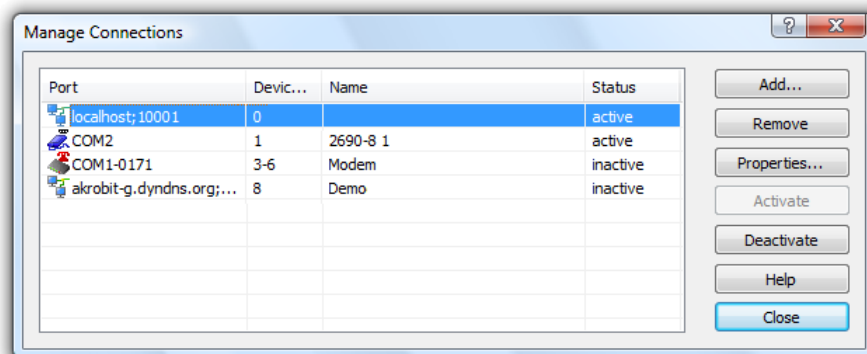 Manage Connections
Port Devic... Name Status
localhost;10001 0 active
COM2 1 2690-8 1 active
COM1-0171 3-6 Modem inactive
akrobit-g.dyndns.org;... 8 Demo inactive
Add...
Remove
Properties...
Activate
Deactivate
Help
Close